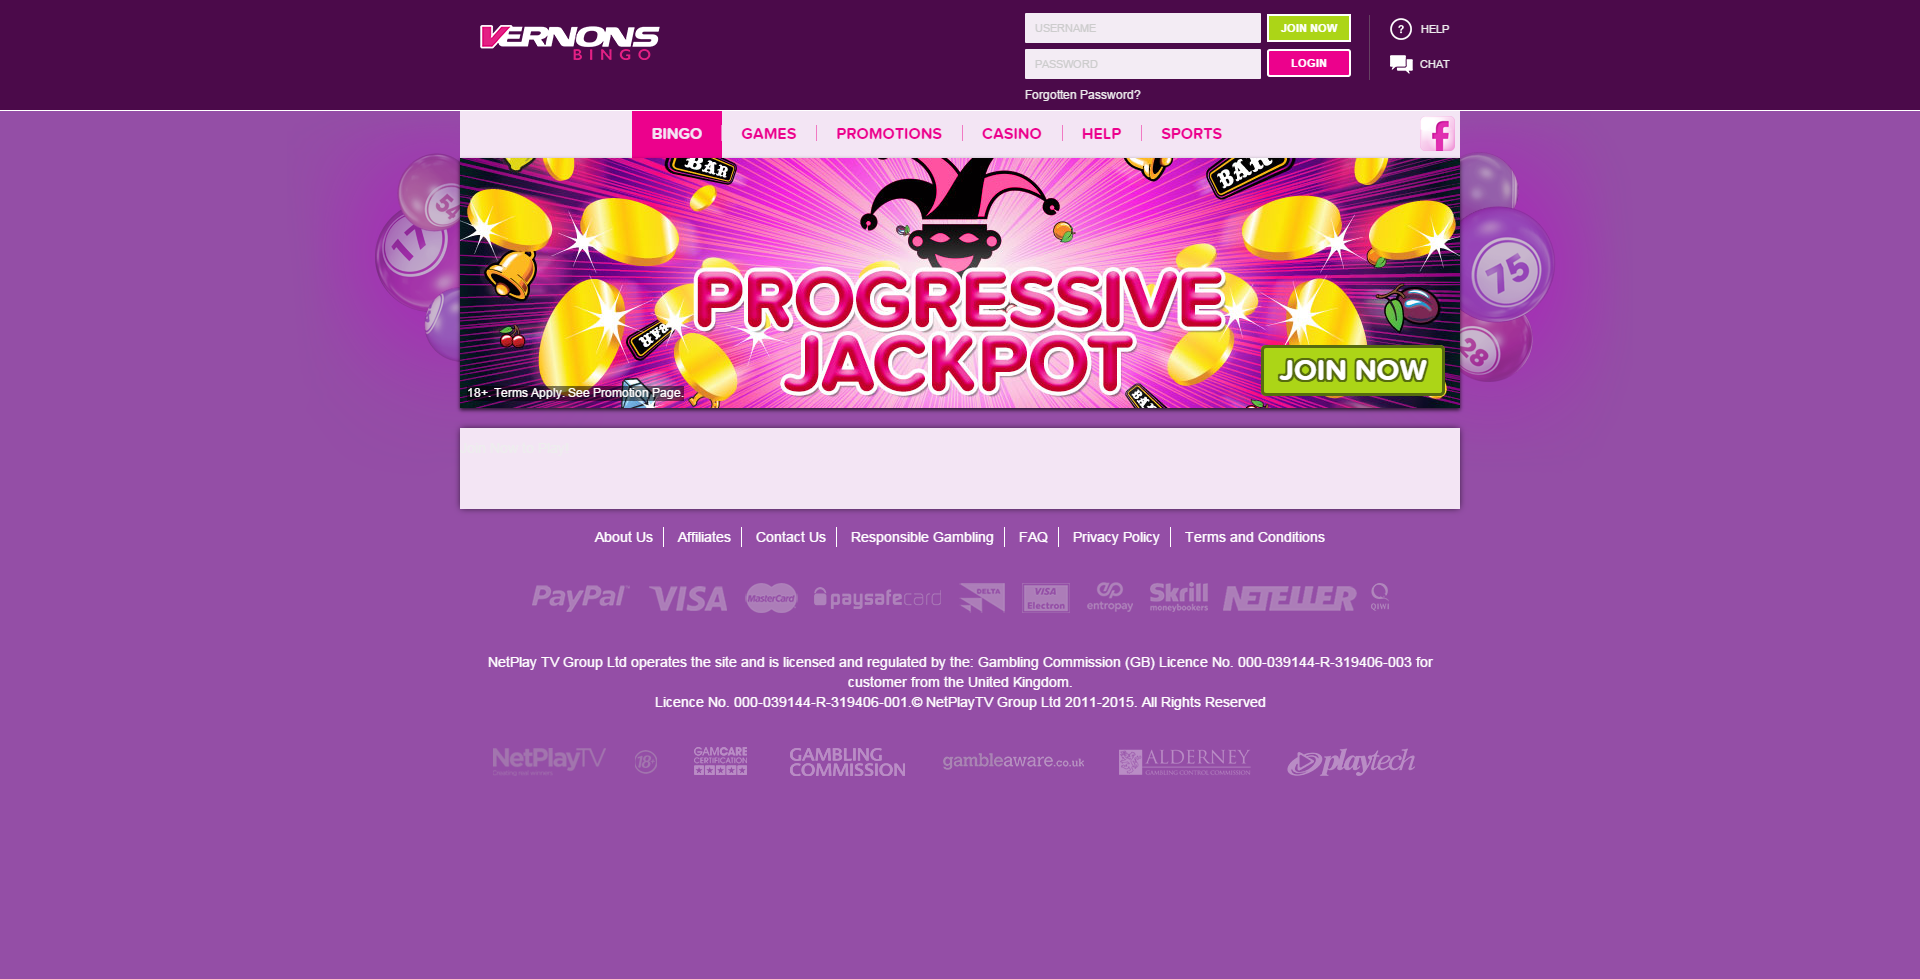 VERNONS
BINGO
USERNAME
JOIN NOW
PASSWORD
LOGIN
Forgotten Password?
? HELP
CHAT
BINGO GAMES PROMOTIONS CASINO HELP SPORTS f
BAR
BAR
54
17
75
28
BAR
BAR
PROGRESSIVE
JACKPOT
JOIN NOW
18+. Terms Apply. See Promotion Page.
About Us Affiliates Contact Us Responsible Gambling FAQ Privacy Policy Terms and Conditions
PayPal VISA MasterCard paysafecard DELTA VISA Electron entropay Skrill moneybookers NETELLER QIWI
NetPlay TV Group Ltd operates the site and is licensed and regulated by the: Gambling Commission (GB) Licence No. 000-039144-R-319406-003 for
customer from the United Kingdom.
Licence No. 000-039144-R-319406-001.© NetPlayTV Group Ltd 2011-2015. All Rights Reserved
NetPlayTV 18+ GAMCARE CERTIFICATION GAMBLING COMMISSION gambleaware.co.uk ALDERNEY GAMBLING CONTROL COMMISSION playtech